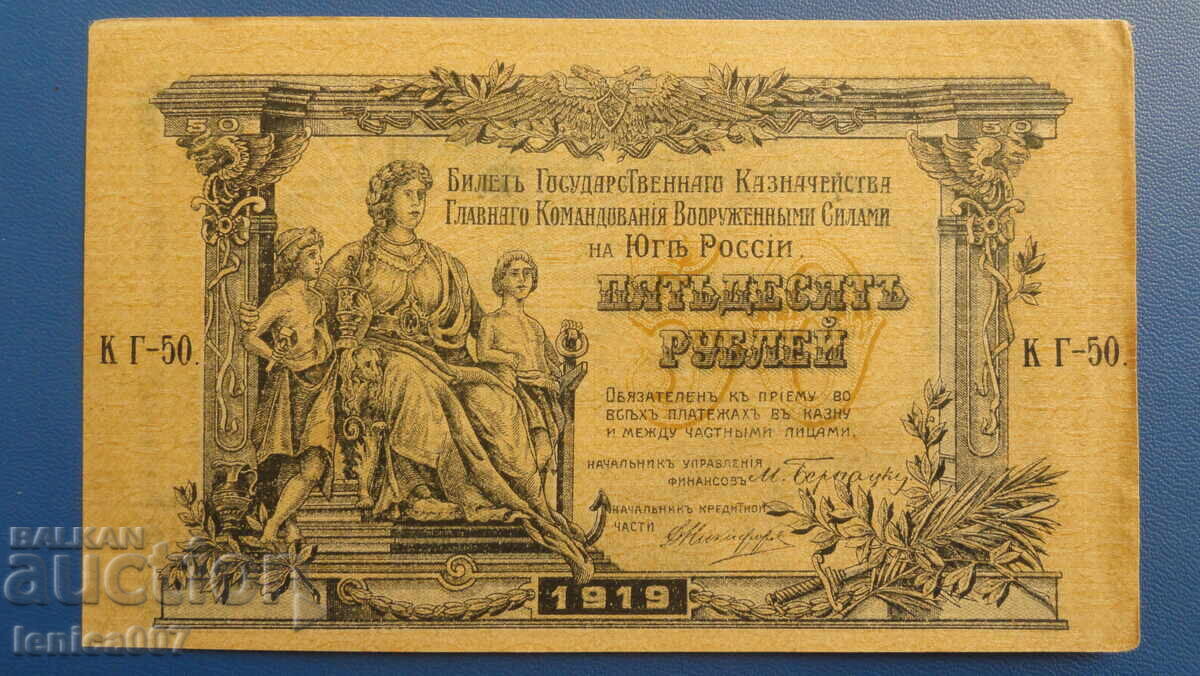 50
50
Билетъ Государственнаго Казначейства
Главнаго Командованія Вооруженными Силами
на Югѣ Россіи.
ПЯТЬДЕСЯТЪ
РУБЛЕЙ
К Г-50.
К Г-50.
Обязателенъ къ пріему во
всѣхъ платежахъ въ казну
и между частными лицами.
Начальникъ управленія
финансовъ М. Бернацкий
Начальникъ кредитной
части
1919
BALKAN
auction
lenica007